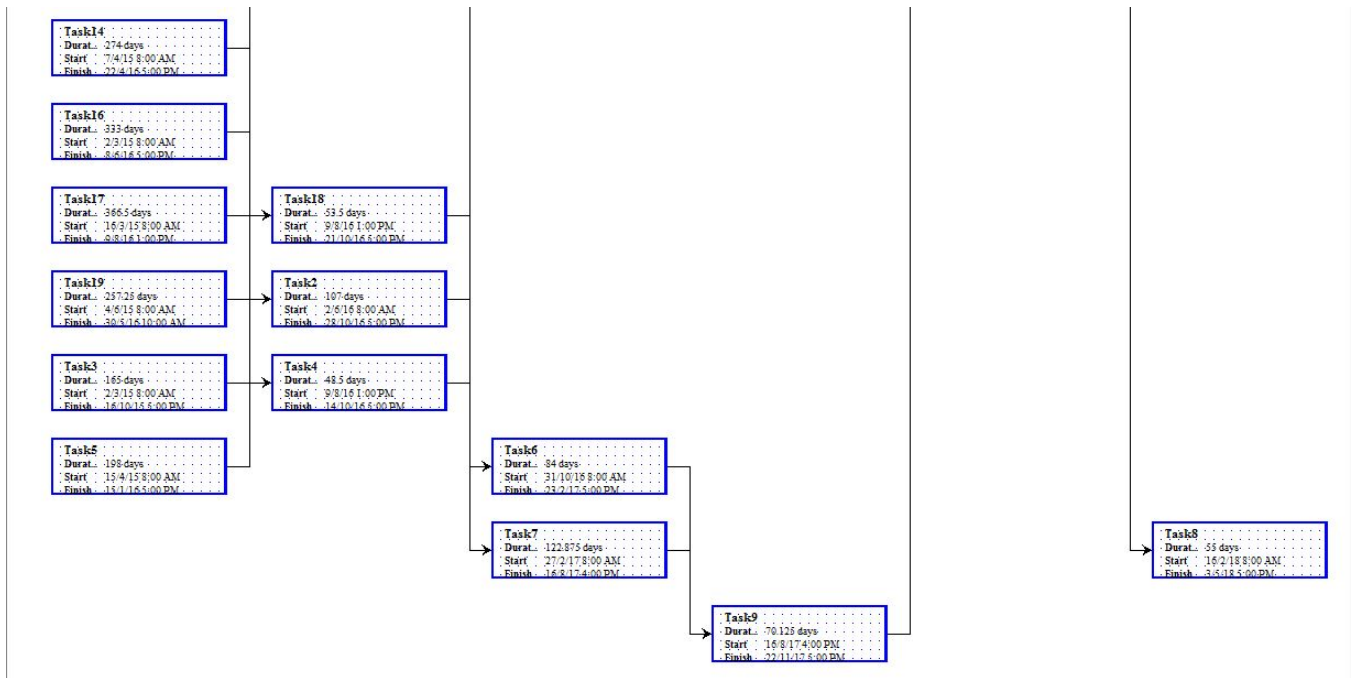 Task14
Durat.. 274 days
Start 7/4/15 8:00 AM
Finish 22/4/16 5:00 PM
Task16
Durat.. 333 days
Start 2/3/15 8:00 AM
Finish 8/6/16 5:00 PM
Task17
Durat.. 366.5 days
Start 16/3/15 8:00 AM
Finish 9/8/16 1:00 PM
Task18
Durat.. 53.5 days
Start 9/8/16 1:00 PM
Finish 21/10/16 5:00 PM
Task19
Durat.. 257.25 days
Start 4/6/15 8:00 AM
Finish 30/5/16 10:00 AM
Task2
Durat.. 107 days
Start 2/6/16 8:00 AM
Finish 28/10/16 5:00 PM
Task3
Durat.. 165 days
Start 2/3/15 8:00 AM
Finish 16/10/15 5:00 PM
Task4
Durat.. 48.5 days
Start 9/8/16 1:00 PM
Finish 14/10/16 5:00 PM
Task5
Durat.. 198 days
Start 15/4/15 8:00 AM
Finish 15/1/16 5:00 PM
Task6
Durat.. 84 days
Start 31/10/16 8:00 AM
Finish 23/2/17 5:00 PM
Task7
Durat.. 122.875 days
Start 27/2/17 8:00 AM
Finish 16/8/17 4:00 PM
Task8
Durat.. 55 days
Start 16/2/18 8:00 AM
Finish 3/5/18 5:00 PM
Task9
Durat.. 70.125 days
Start 16/8/17 4:00 PM
Finish 22/11/17 5:00 PM